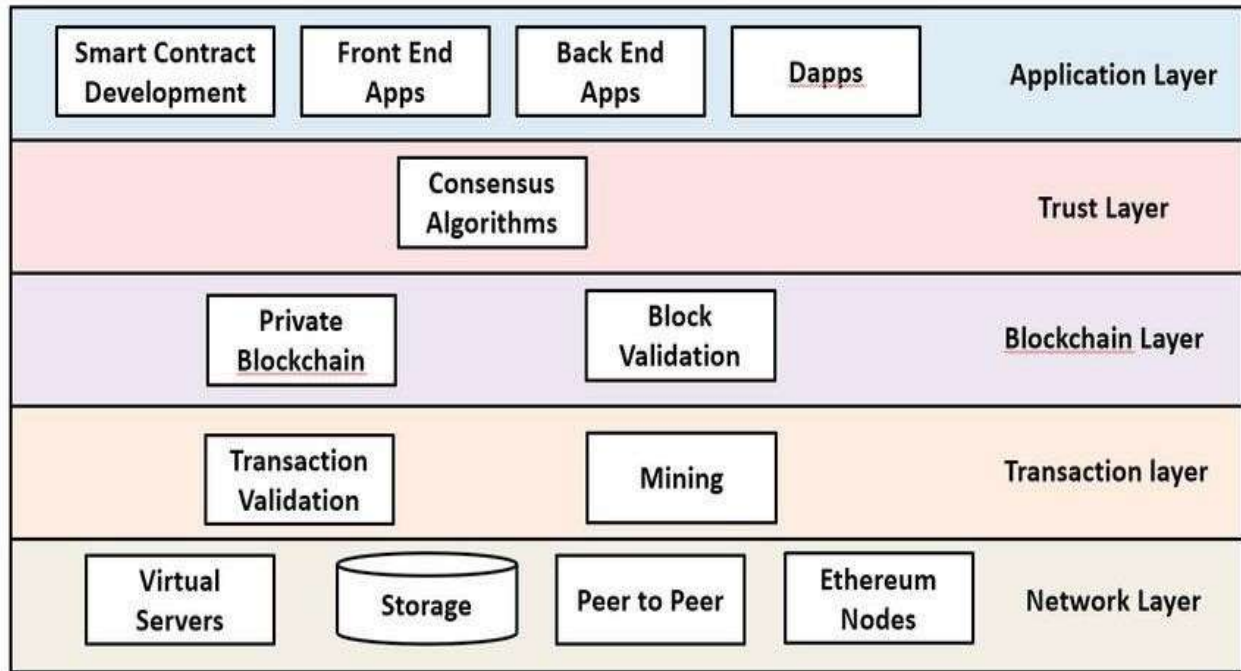 Smart Contract
Development
Front End
Apps
Back End
Apps
Dapps
Application Layer
Consensus
Algorithms
Trust Layer
Private
Blockchain
Block
Validation
Blockchain Layer
Transaction
Validation
Mining
Transaction layer
Virtual
Servers
Storage
Peer to Peer
Ethereum
Nodes
Network Layer